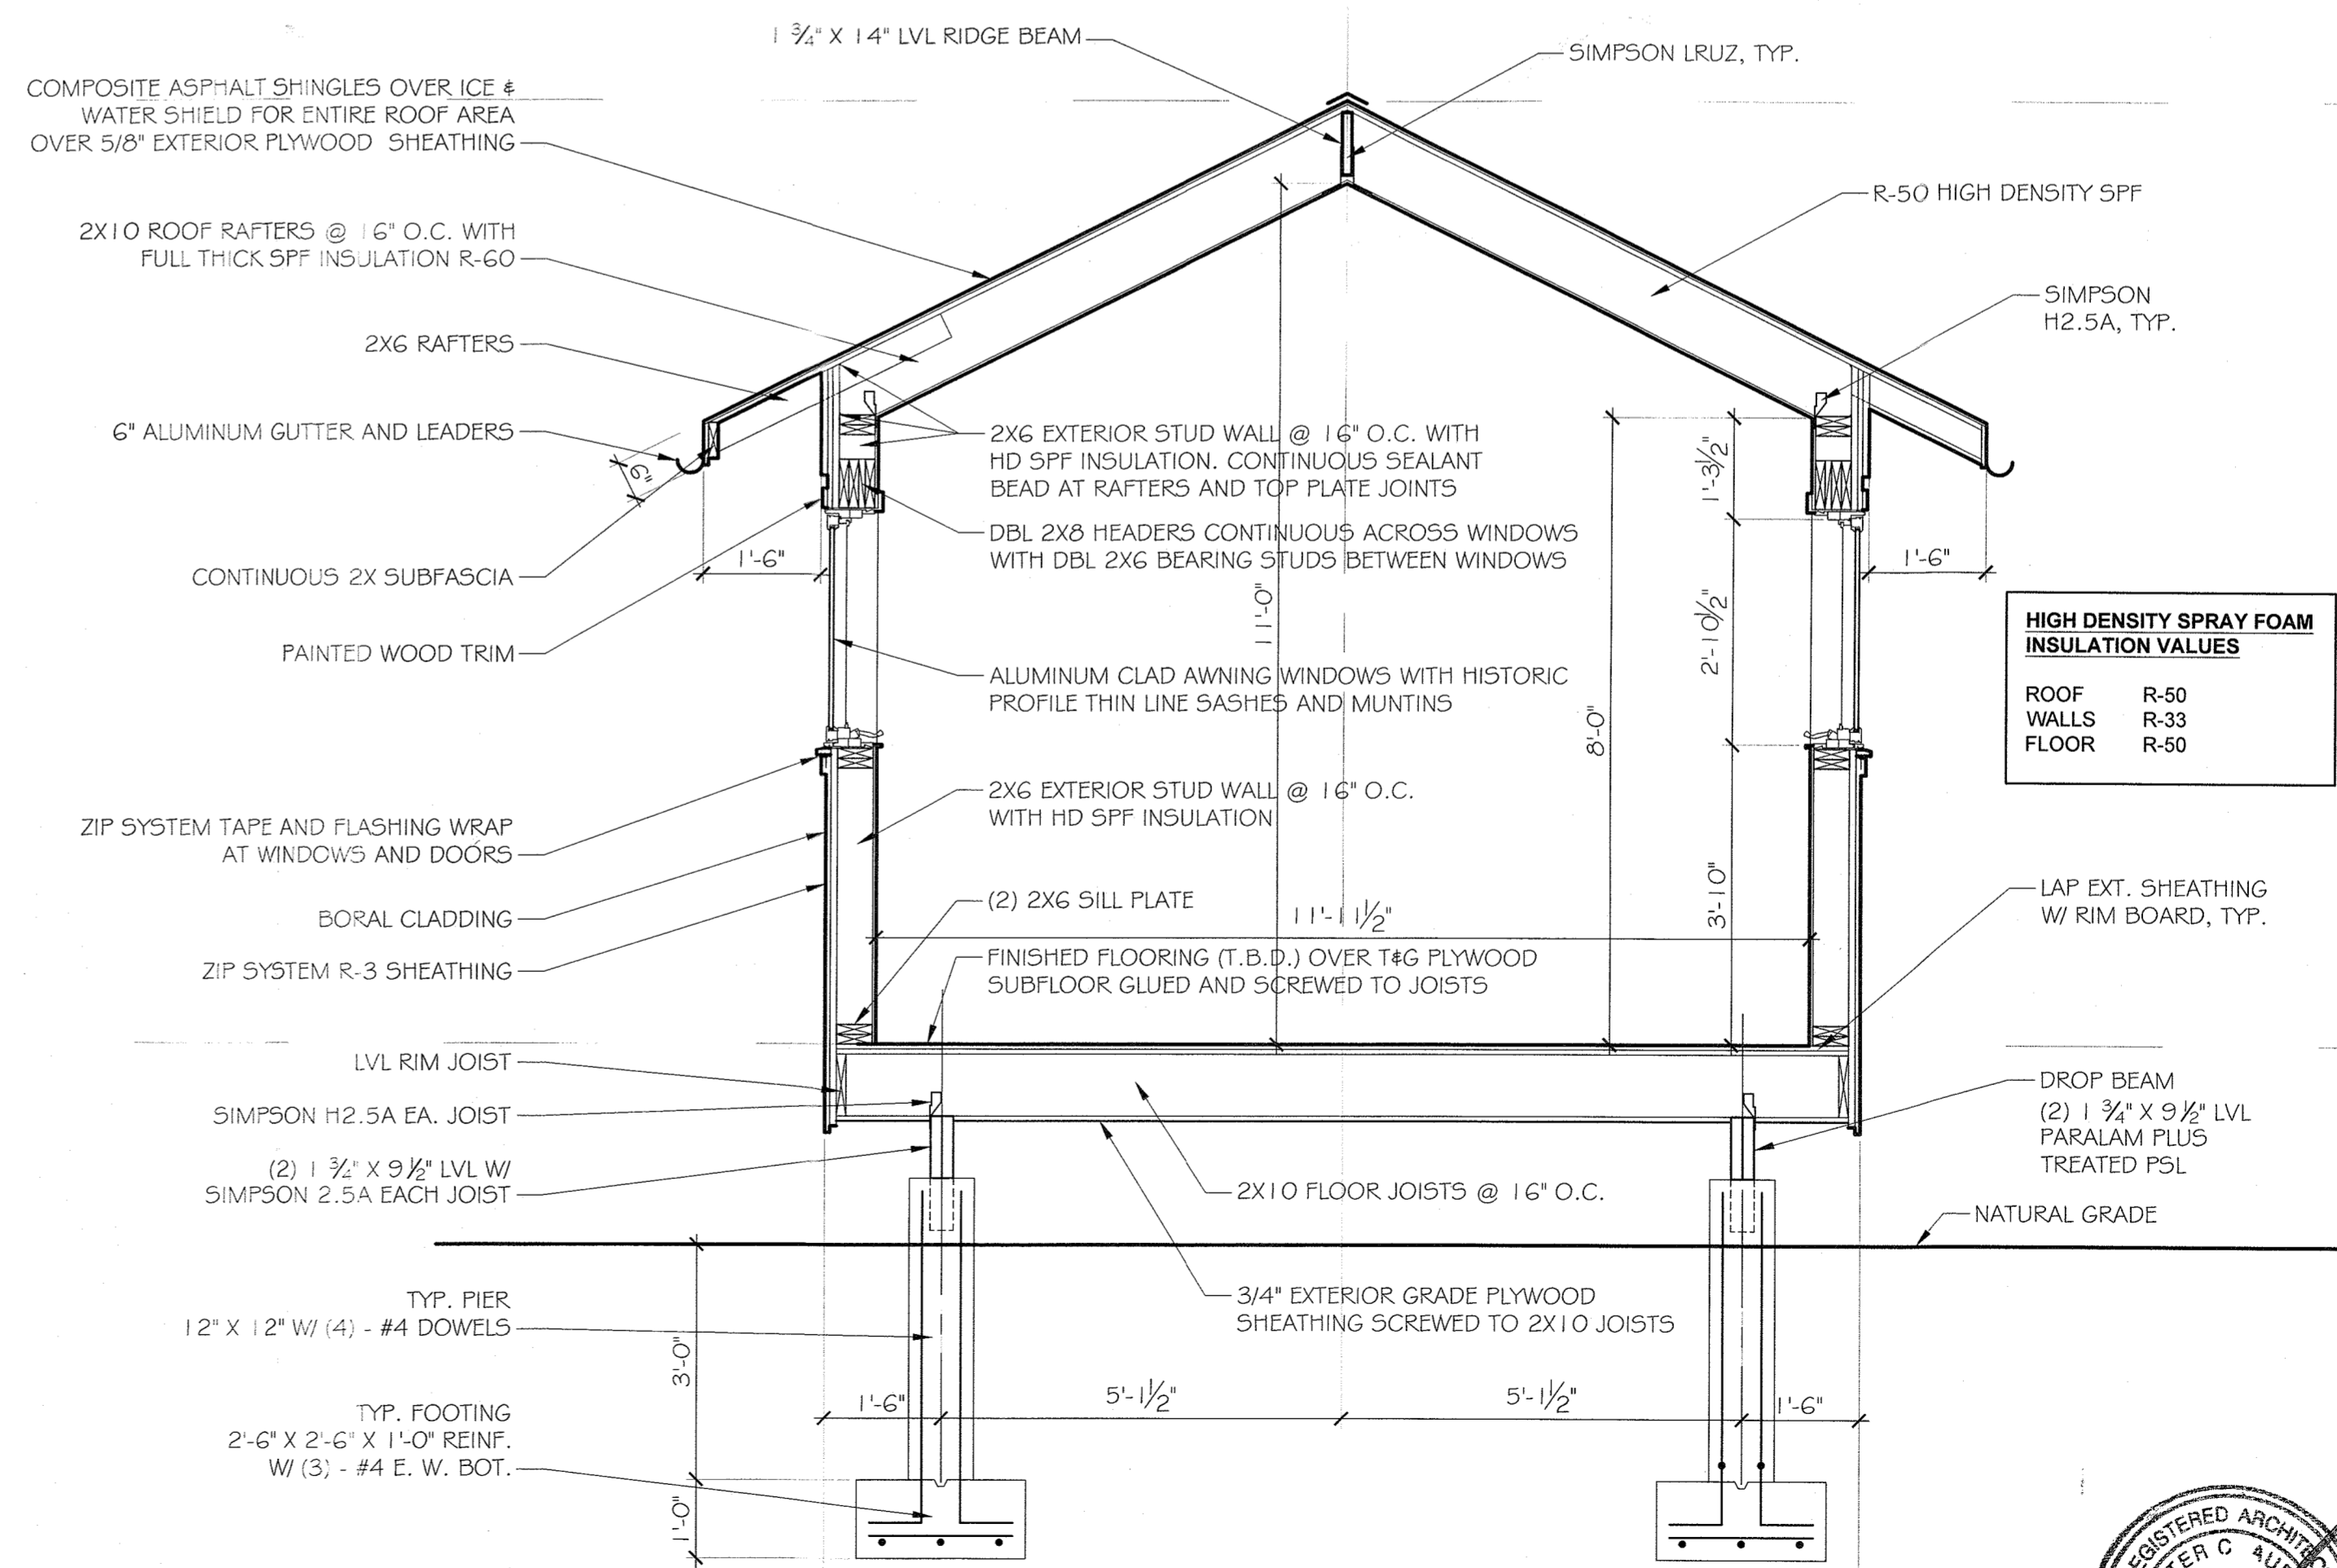 1 3/4" X 14" LVL RIDGE BEAM
SIMPSON LRUZ, TYP.
COMPOSITE ASPHALT SHINGLES OVER ICE &
WATER SHIELD FOR ENTIRE ROOF AREA
OVER 5/8" EXTERIOR PLYWOOD SHEATHING
R-50 HIGH DENSITY SPF
2X10 ROOF RAFTERS @ 16" O.C. WITH
FULL THICK SPF INSULATION R-60
SIMPSON
H2.5A, TYP.
2X6 RAFTERS
6" ALUMINUM GUTTER AND LEADERS
6"
2X6 EXTERIOR STUD WALL @ 16" O.C. WITH
HD SPF INSULATION. CONTINUOUS SEALANT
BEAD AT RAFTERS AND TOP PLATE JOINTS
1'-3 1/2"
DBL 2X8 HEADERS CONTINUOUS ACROSS WINDOWS
WITH DBL 2X6 BEARING STUDS BETWEEN WINDOWS
1'-6"
1'-6"
CONTINUOUS 2X SUBFASCIA
11'-0"
2'-10 1/2"
PAINTED WOOD TRIM
HIGH DENSITY SPRAY FOAM
INSULATION VALUES
ROOF R-50
WALLS R-33
FLOOR R-50
ALUMINUM CLAD AWNING WINDOWS WITH HISTORIC
PROFILE THIN LINE SASHES AND MUNTINS
8'-0"
2X6 EXTERIOR STUD WALL @ 16" O.C.
WITH HD SPF INSULATION
ZIP SYSTEM TAPE AND FLASHING WRAP
AT WINDOWS AND DOORS
3'-10"
(2) 2X6 SILL PLATE
11'-11 1/2"
LAP EXT. SHEATHING
W/ RIM BOARD, TYP.
BORAL CLADDING
ZIP SYSTEM R-3 SHEATHING
FINISHED FLOORING (T.B.D.) OVER T&G PLYWOOD
SUBFLOOR GLUED AND SCREWED TO JOISTS
LVL RIM JOIST
SIMPSON H2.5A EA. JOIST
DROP BEAM
(2) 1 3/4" X 9 1/2" LVL
PARALAM PLUS
TREATED PSL
(2) 1 3/4" X 9 1/2" LVL W/
SIMPSON 2.5A EACH JOIST
2X10 FLOOR JOISTS @ 16" O.C.
NATURAL GRADE
3/4" EXTERIOR GRADE PLYWOOD
SHEATHING SCREWED TO 2X10 JOISTS
TYP. PIER
12" X 12" W/ (4) - #4 DOWELS
3'-0"
1'-6"
5'-1 1/2"
5'-1 1/2"
1'-6"
TYP. FOOTING
2'-6" X 2'-6" X 1'-0" REINF.
W/ (3) - #4 E. W. BOT.
1'-0"